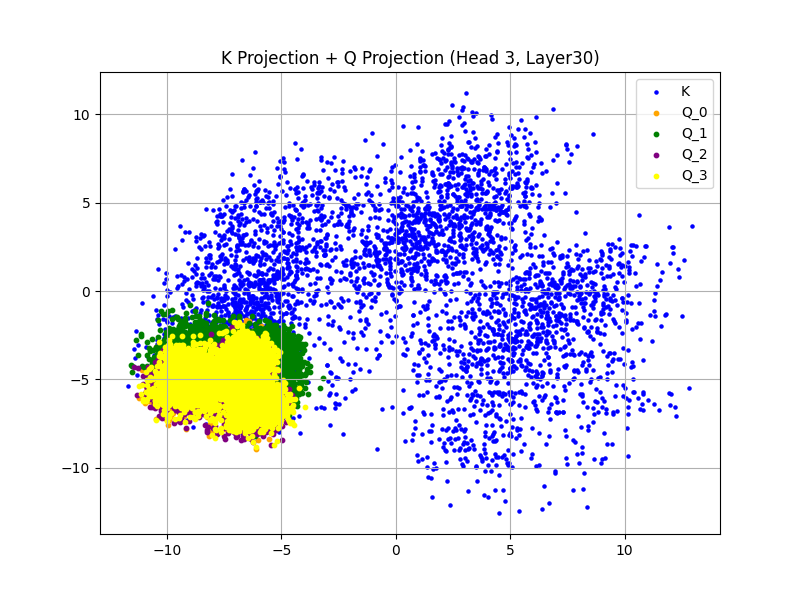 K Projection + Q Projection (Head 3, Layer30)
K
Q_0
Q_1
Q_2
Q_3
10
5
0
−5
−10
−10
−5
0
5
10